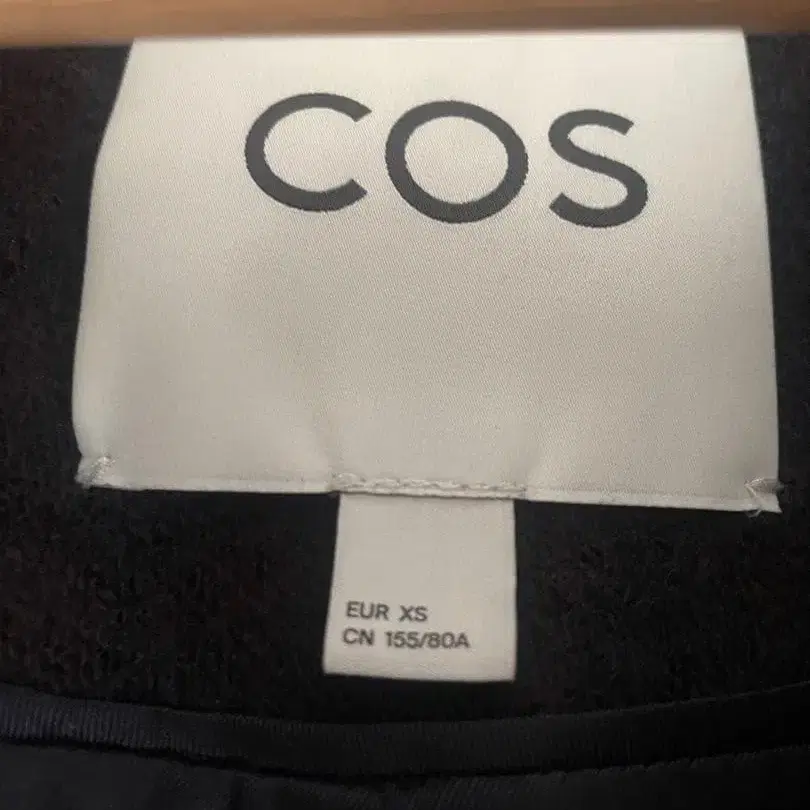 COS
EUR XS
CN 155/80A